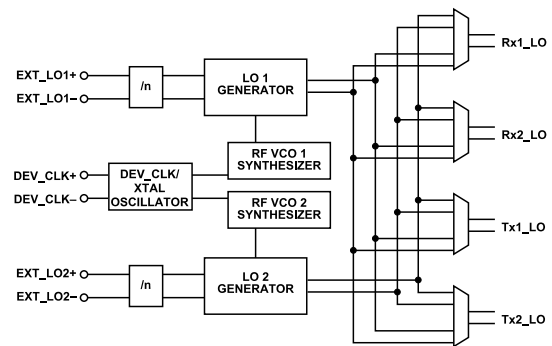 EXT_LO1+
EXT_LO1–
/n
LO 1
GENERATOR
Rx1_LO
Rx2_LO
RF VCO 1
SYNTHESIZER
DEV_CLK+
DEV_CLK–
DEV_CLK/
XTAL
OSCILLATOR
RF VCO 2
SYNTHESIZER
Tx1_LO
EXT_LO2+
EXT_LO2–
/n
LO 2
GENERATOR
Tx2_LO